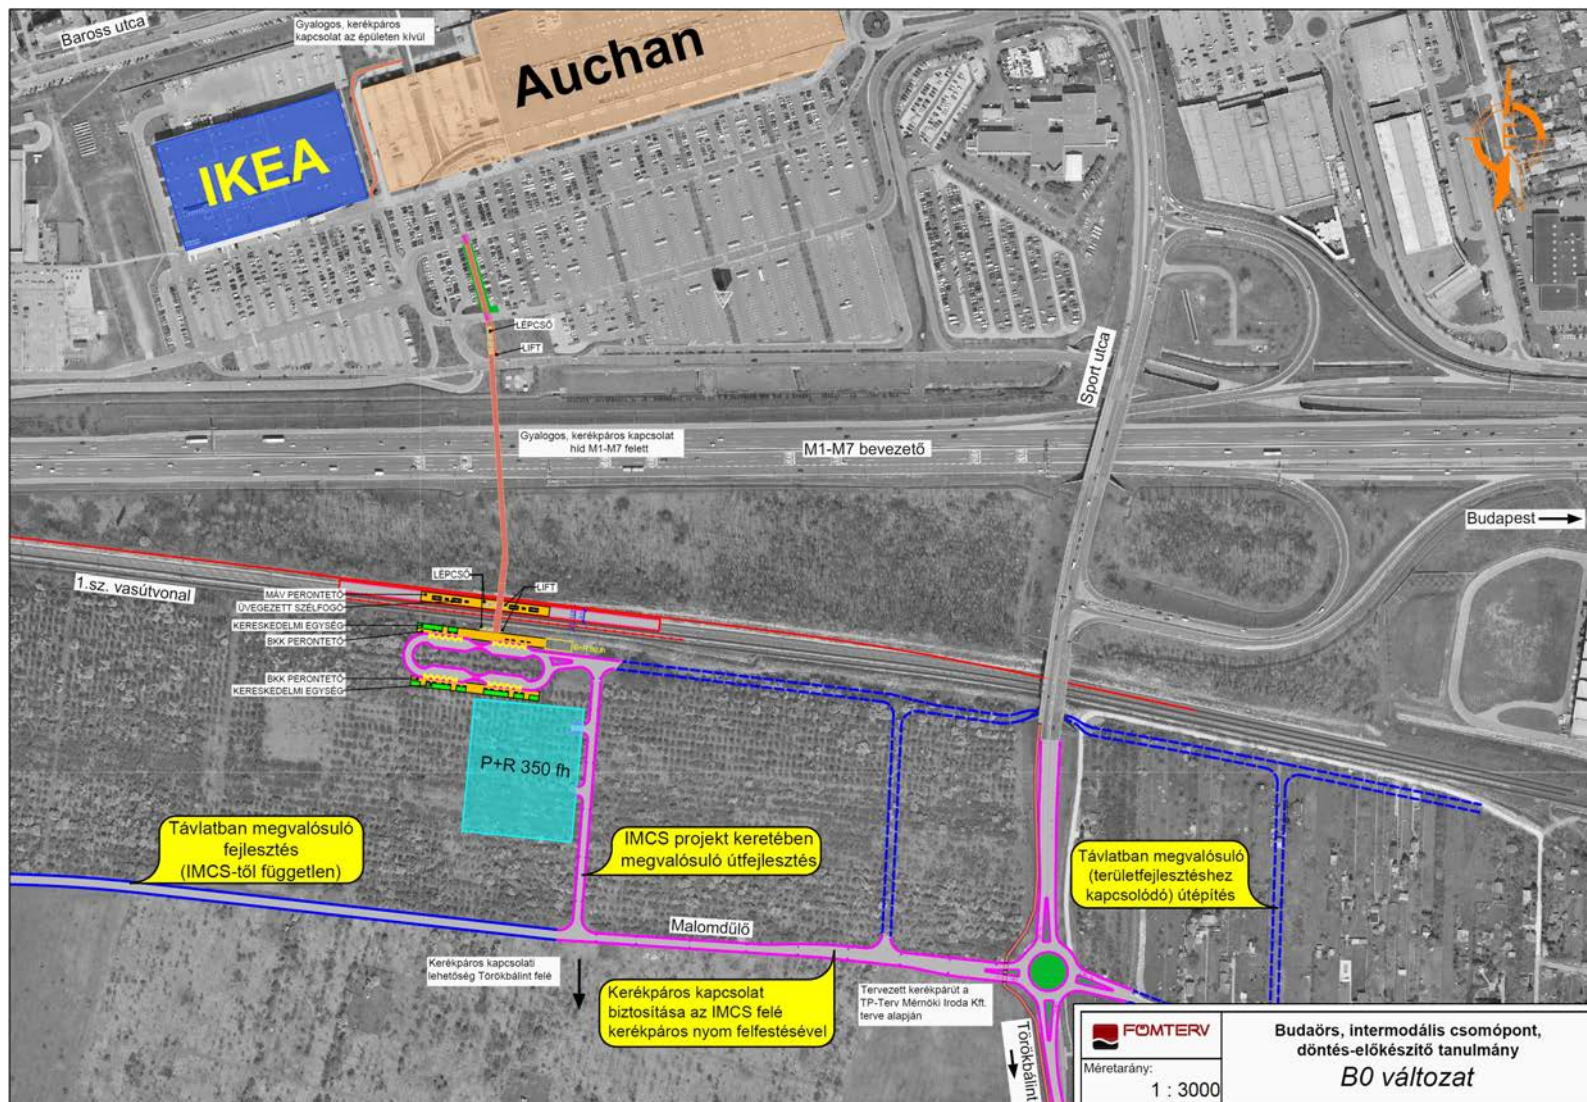 Baross utca
Gyalogos, kerékpáros
kapcsolat az épületen kívül
Auchan
IKEA
É
LÉPCSŐ
LIFT
Sport utca
Gyalogos, kerékpáros kapcsolat
híd M1-M7 felett
M1-M7 bevezető
Budapest
1.sz. vasútvonal
LÉPCSŐ
LIFT
MÁV PERONTETŐ
ÜVEGEZETT SZÉLFOGÓ
KERESKEDELMI EGYSÉG
BKK PERONTETŐ
BKK PERONTETŐ
KERESKEDELMI EGYSÉG
P+R 350 fh
Távlatban megvalósuló
fejlesztés
(IMCS-től független)
IMCS projekt keretében
megvalósuló útfejlesztés
Távlatban megvalósuló
(területfejlesztéshez
kapcsolódó) útépítés
Malomdűlő
Kerékpáros kapcsolati
lehetőség Törökbálint felé
Kerékpáros kapcsolat
biztosítása az IMCS felé
kerékpáros nyom felfestésével
Tervezett kerékpárút a
TP-Terv Mérnöki Iroda Kft.
terve alapján
Törökbálint
FŐMTERV
Méretarány:
1 : 3000
Budaörs, intermodális csomópont,
döntés-előkészítő tanulmány
B0 változat